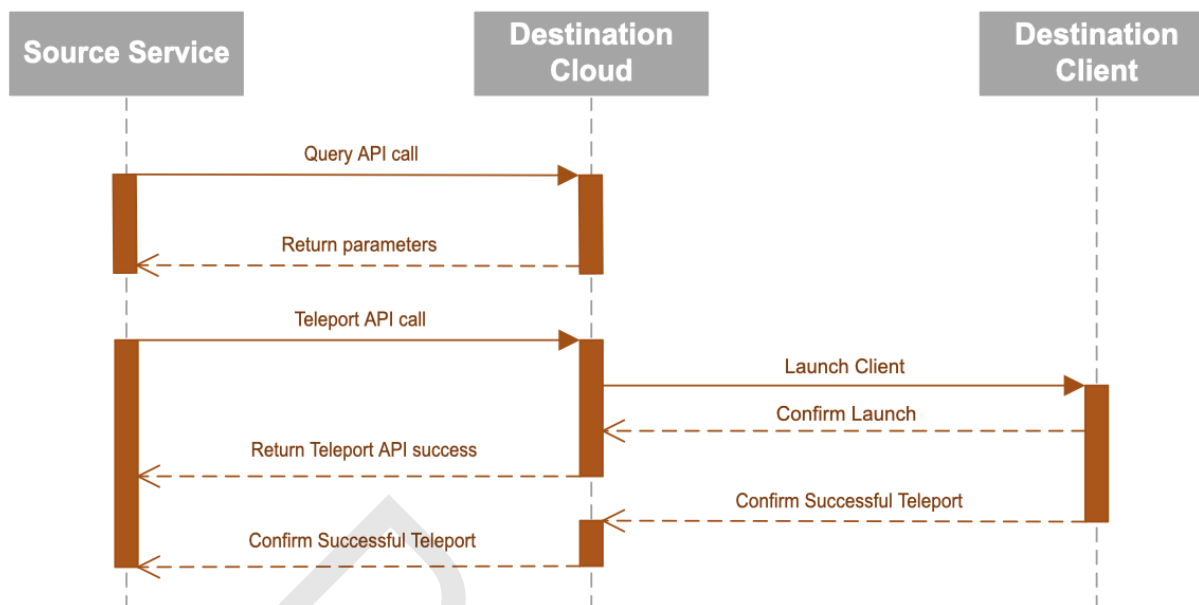 Source Service
Destination
Cloud
Destination
Client
Query API call
Return parameters
Teleport API call
Launch Client
Confirm Launch
Return Teleport API success
Confirm Successful Teleport
Confirm Successful Teleport